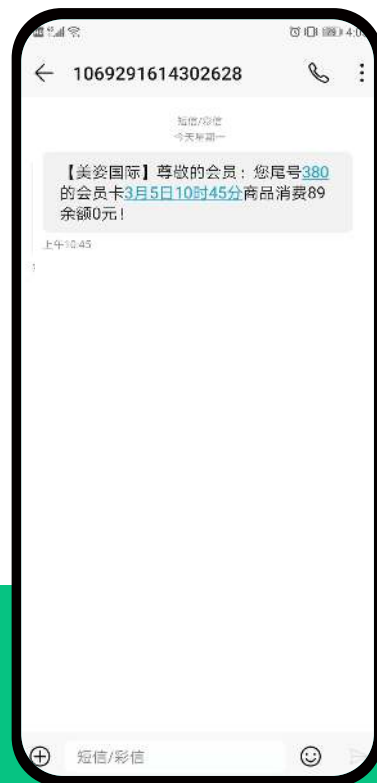 1069291614302628
短信/彩信
今天星期一
【美姿国际】尊敬的会员：您尾号380
的会员卡3月5日10时45分商品消费89
余额0元！
上午10:45
短信/彩信